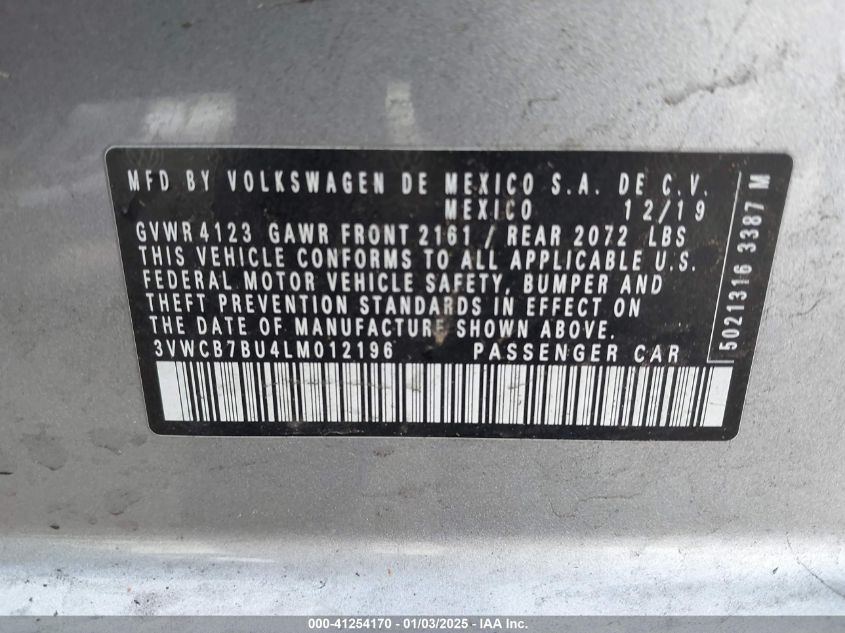 MFD BY VOLKSWAGEN DE MEXICO S.A. DE C.V.
MEXICO 12/19
GVWR 4123 GAWR FRONT 2161 / REAR 2072 LBS
THIS VEHICLE CONFORMS TO ALL APPLICABLE U.S.
FEDERAL MOTOR VEHICLE SAFETY, BUMPER AND
THEFT PREVENTION STANDARDS IN EFFECT ON
THE DATE OF MANUFACTURE SHOWN ABOVE.
3VWCB7BU4LM012196 PASSENGER CAR
5021316 3387 M
000-41254170 - 01/03/2025 - © IAA, Inc.